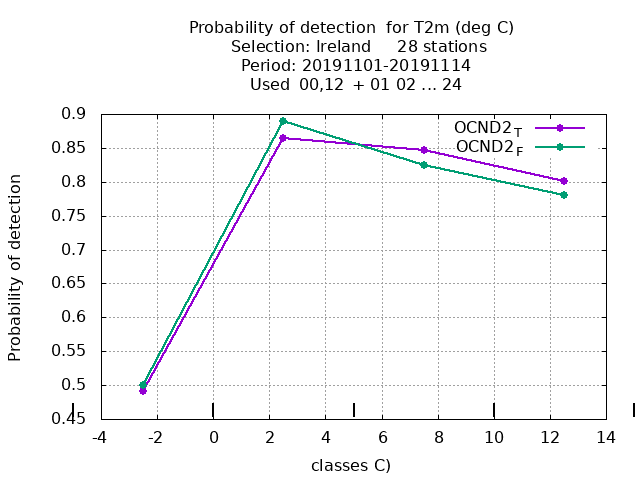 Probability of detection  for T2m (deg C)
Selection: Ireland     28 stations
Period: 20191101-20191114
Used  00,12  + 01 02 ... 24
0.9
OCND2T
0.85
OCND2F
0.8
0.75
0.7
0.65
0.6
0.55
0.5
0.45
Probability of detection
-4 -2 0 2 4 6 8 10 12 14
classes C)